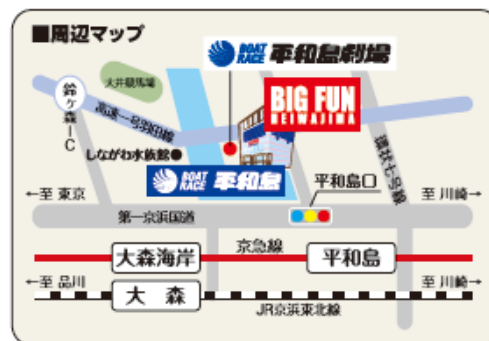 ■周辺マップ
BOAT RACE 平和島劇場
大井競馬場
鈴ヶ森IC
高速一号羽田線
BIG FUN
HEIWAJIMA
しながわ水族館●
BOAT RACE 平和島
平和島口
環状七号線
←至 東京
至 川崎→
第一京浜国道
京急線
大森海岸
平和島
←至 品川
至 川崎→
大 森
JR京浜東北線